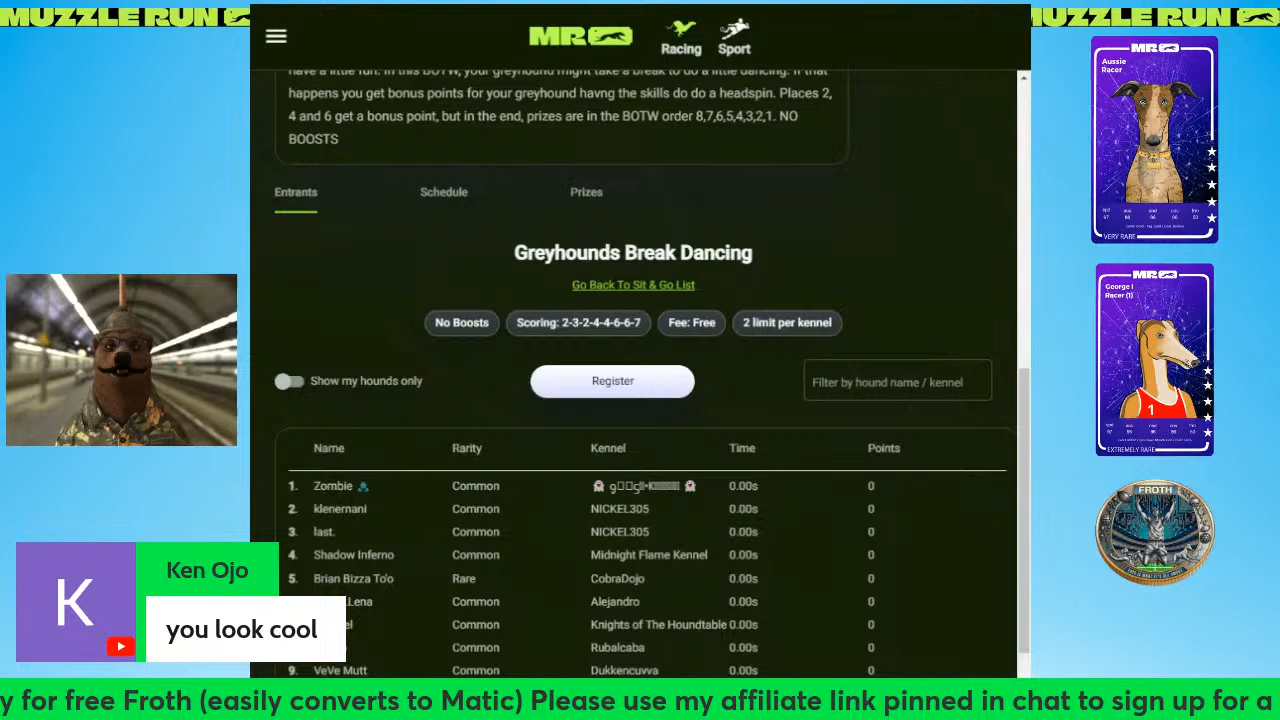 MUZZLE RUN
MUZZLE RUN
MR
Racing
Sport
have a little fun. In this BOTW, your greyhound might take a break to do a little dancing. If that
happens you get bonus points for your greyhound havng the skills do do a headspin. Places 2,
4 and 6 get a bonus point, but in the end, prizes are in the BOTW order 8,7,6,5,4,3,2,1. NO
BOOSTS
Entrants
Schedule
Prizes
Greyhounds Break Dancing
Go Back To Sit & Go List
No Boosts
Scoring: 2-3-2-4-4-6-6-7
Fee: Free
2 limit per kennel
Show my hounds only
Register
Filter by hound name / kennel
Name Rarity Kennel Time Points
1. Zombie Common 0.00s 0
2. klenernani Common NICKEL305 0.00s 0
3. last. Common NICKEL305 0.00s 0
4. Shadow Inferno Common Midnight Flame Kennel 0.00s 0
5. Brian Bizza To'o Rare CobraDojo 0.00s 0
Lena Common Alejandro 0.00s 0
el Common Knights of The Houndtable 0.00s 0
Common Rubalcaba 0.00s 0
9. VeVe Mutt Common Dukkencuvva 0.00s 0
MR
Aussie
Racer
VERY RARE
MR
George I
Racer (1)
1
EXTREMELY RARE
FROTH
K
Ken Ojo
you look cool
y for free Froth (easily converts to Matic) Please use my affiliate link pinned in chat to sign up for a